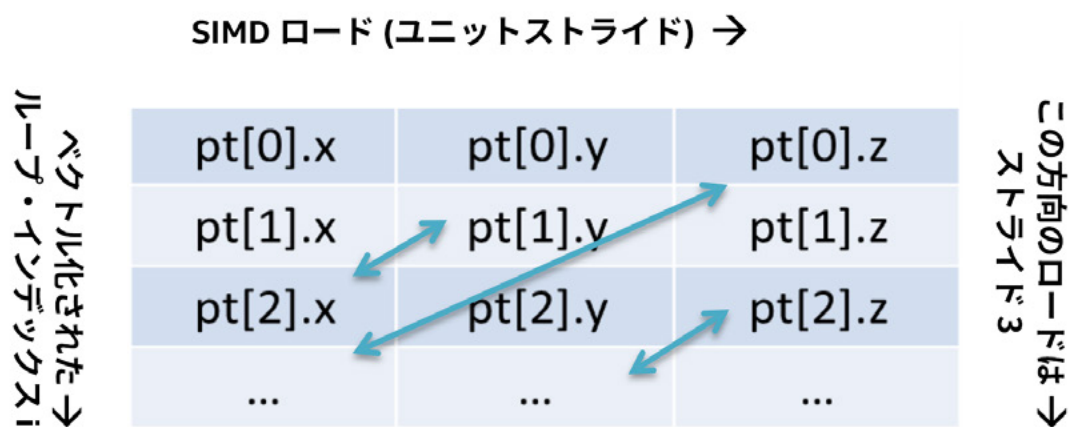 SIMD ロード (ユニットストライド) →
ベクトル化された →
ループ・インデックス i
pt[0].x pt[0].y pt[0].z
pt[1].x pt[1].y pt[1].z
pt[2].x pt[2].y pt[2].z
... ... ...
この方向のロードは →
ストライド 3